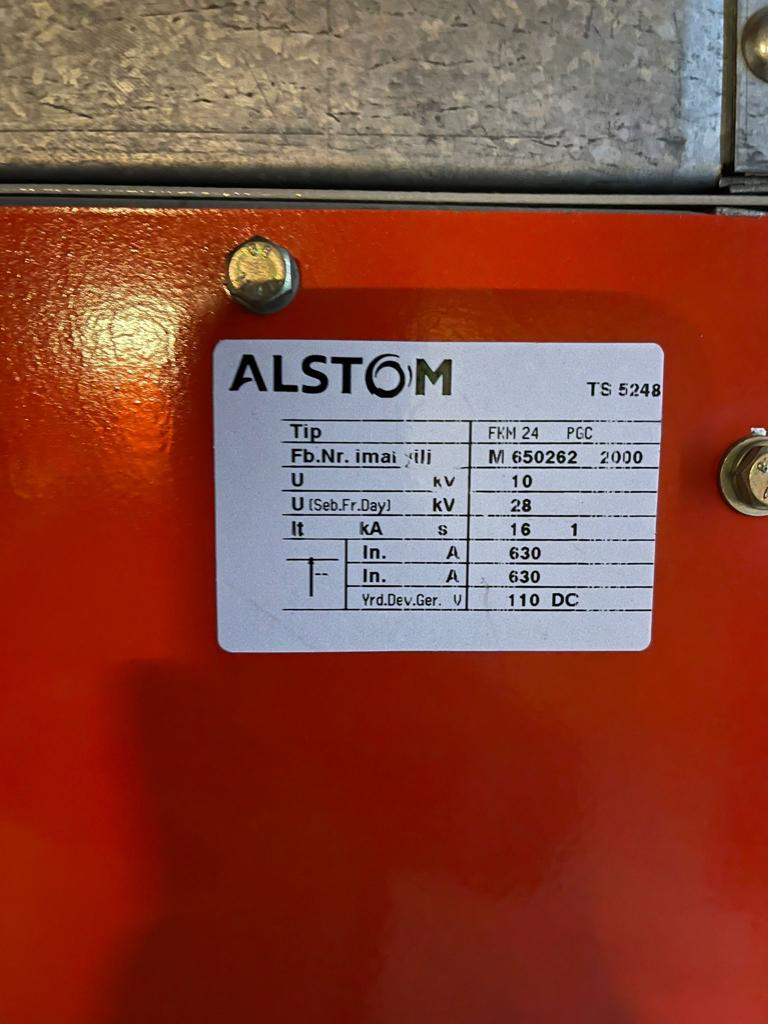 ALSTOM
TS 5248
Tip FKM 24 PGC
Fb.Nr. imal yili M 650262 2000
U kV 10
U (Seb.Fr.Day) kV 28
It kA s 16 1
In. A 630
In. A 630
Yrd.Dev.Ger. V 110 DC